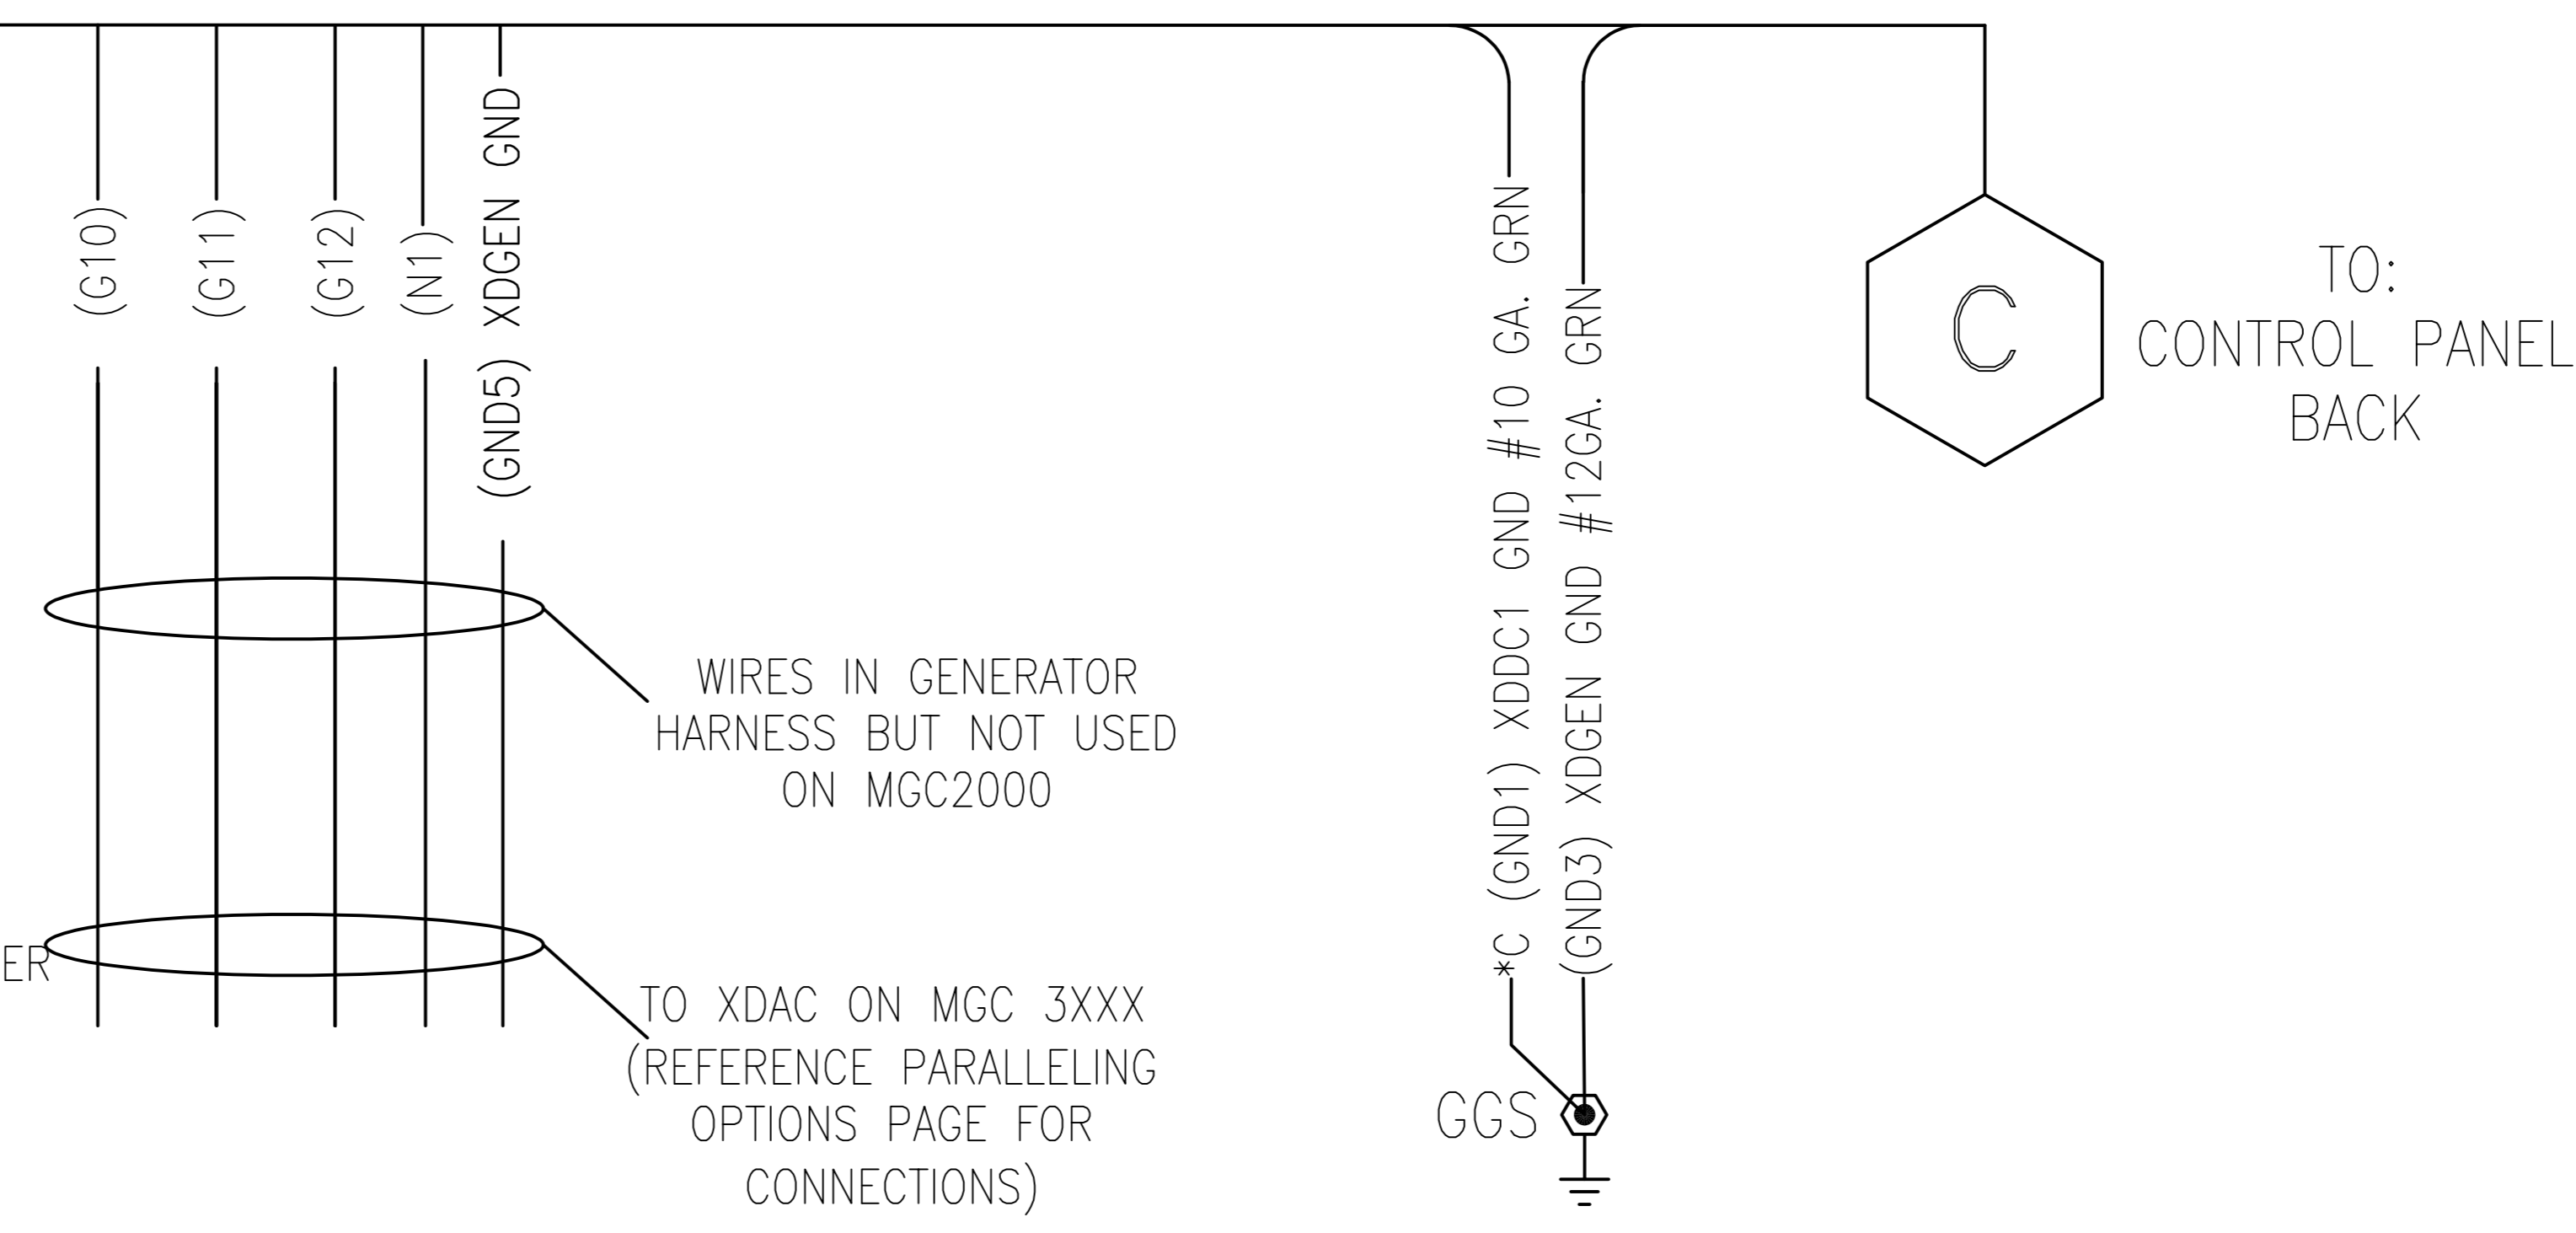 (G10)
(G11)
(G12)
(N1)
(GND5) XDGEN GND
*C (GND1) XDDC1 GND #10 GA. GRN
(GND3) XDGEN GND #12GA. GRN
C
TO:
CONTROL PANEL
BACK
WIRES IN GENERATOR
HARNESS BUT NOT USED
ON MGC2000
ER
TO XDAC ON MGC 3XXX
(REFERENCE PARALLELING
OPTIONS PAGE FOR
CONNECTIONS)
GGS